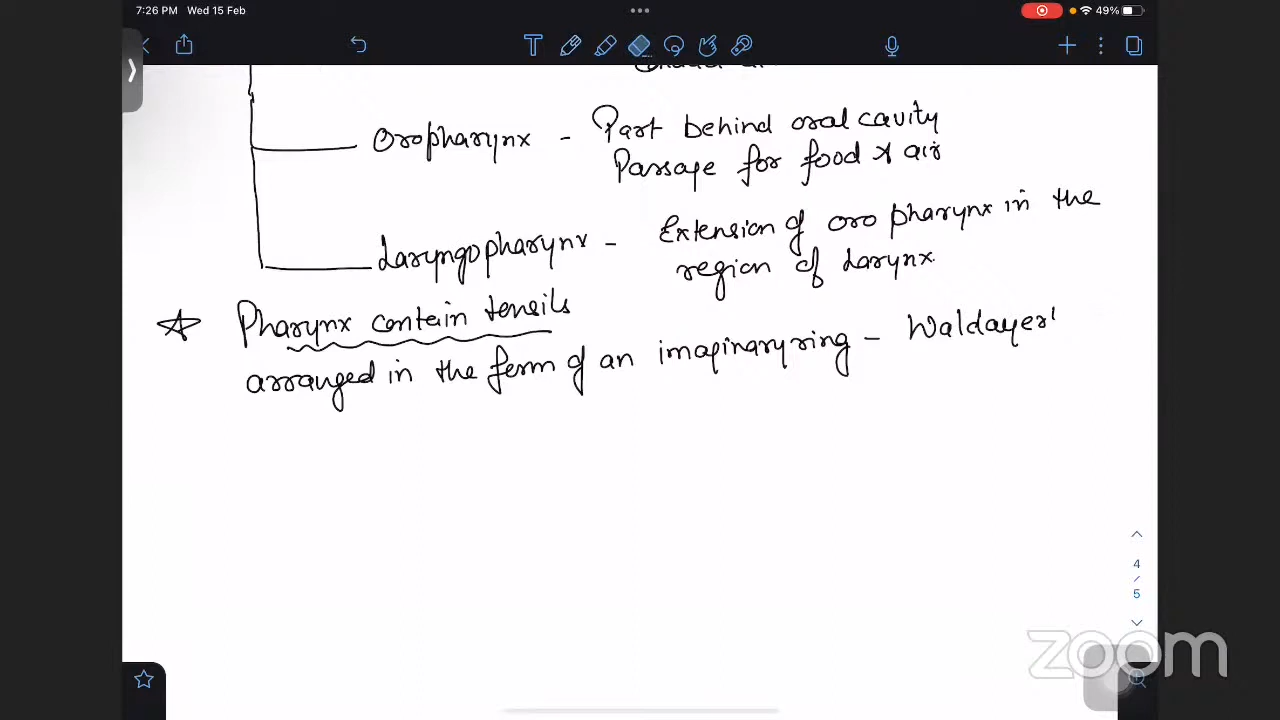 7:26 PM Wed 15 Feb
49%
Oropharynx - Part behind oral cavity
Passage for food & air
Laryngopharynx - Extension of oropharynx in the
region of Larynx.
Pharynx contain tonsils
arranged in the form of an imaginary ring - Waldayer'
4
/
5
zoom